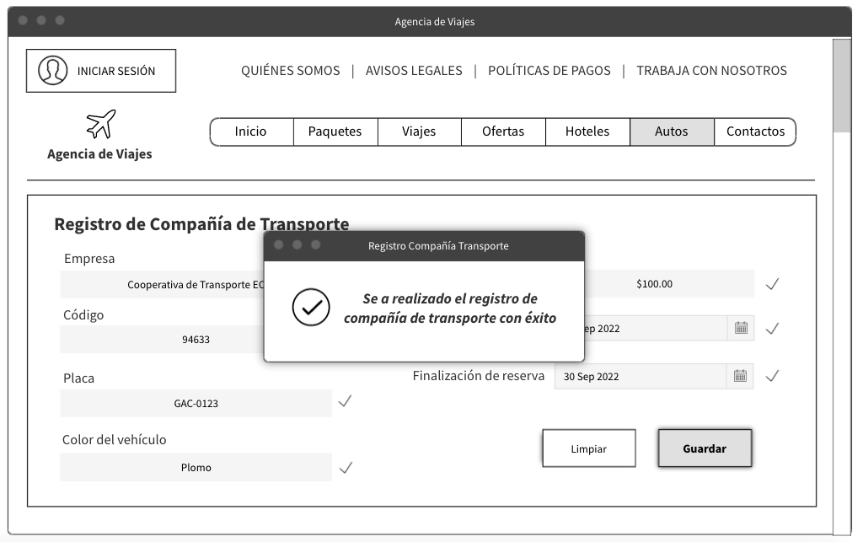 Agencia de Viajes
INICIAR SESIÓN
QUIÉNES SOMOS | AVISOS LEGALES | POLÍTICAS DE PAGOS | TRABAJA CON NOSOTROS
Agencia de Viajes
Inicio Paquetes Viajes Ofertas Hoteles Autos Contactos
Registro de Compañía de Transporte
Registro Compañía Transporte
Se a realizado el registro de
compañía de transporte con éxito
Empresa
Cooperativa de Transporte
$100.00
Código
94633
2022
Placa
GAC-0123
Finalización de reserva 30 Sep 2022
Color del vehículo
Plomo
Limpiar Guardar